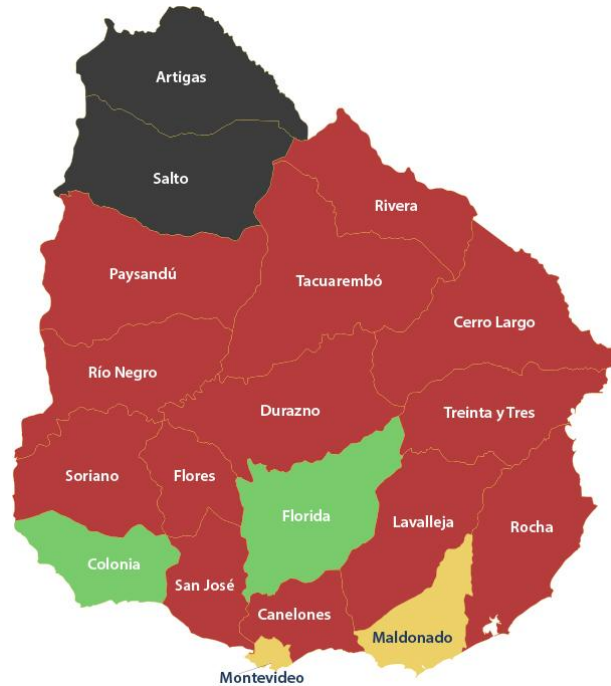 Artigas
Salto
Rivera
Paysandú
Tacuarembó
Cerro Largo
Río Negro
Durazno
Treinta y Tres
Soriano
Flores
Florida
Lavalleja
Rocha
Colonia
San José
Canelones
Maldonado
Montevideo